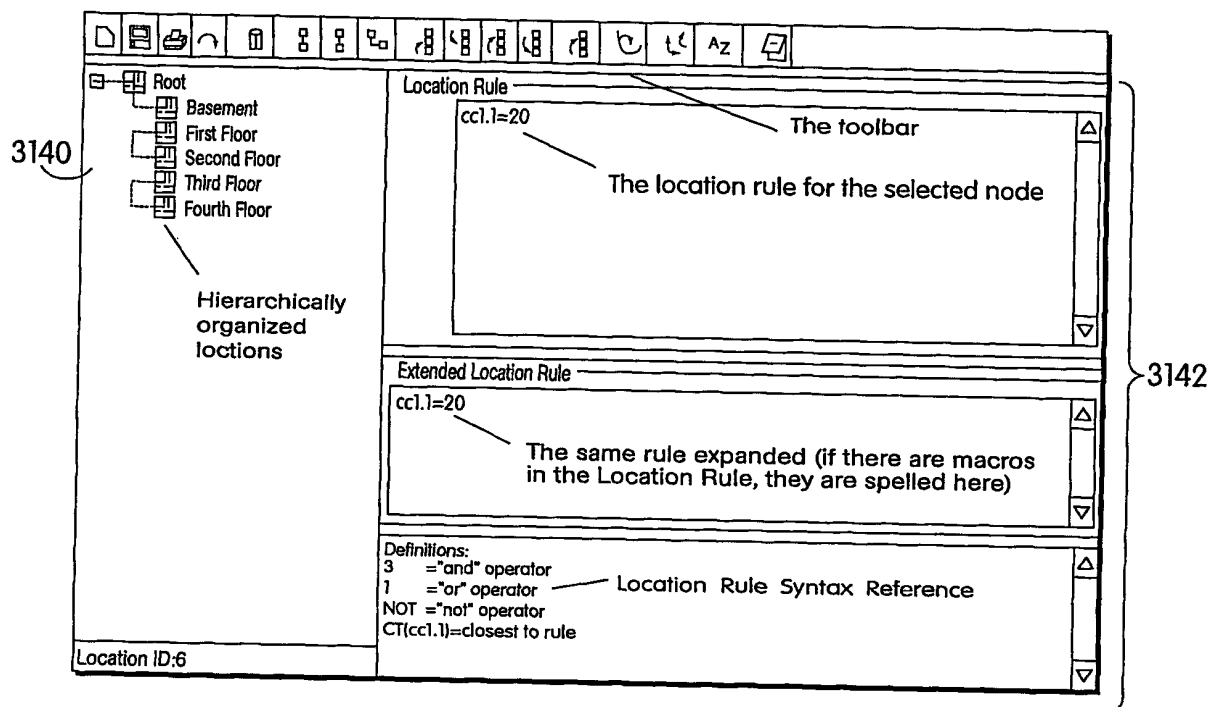 AZ
Root
Basement
First Floor
Second Floor
Third Floor
Fourth Floor
3140
Hierarchically
organized
loctions
Location ID:6
Location Rule
cc1.1=20
The toolbar
The location rule for the selected node
Extended Location Rule
cc1.1=20
The same rule expanded (if there are macros
in the Location Rule, they are spelled here)
3142
Definitions:
3 ="and" operator
1 ="or" operator
Location Rule Syntax Reference
NOT ="not" operator
CT(cc1.1)=closest to rule